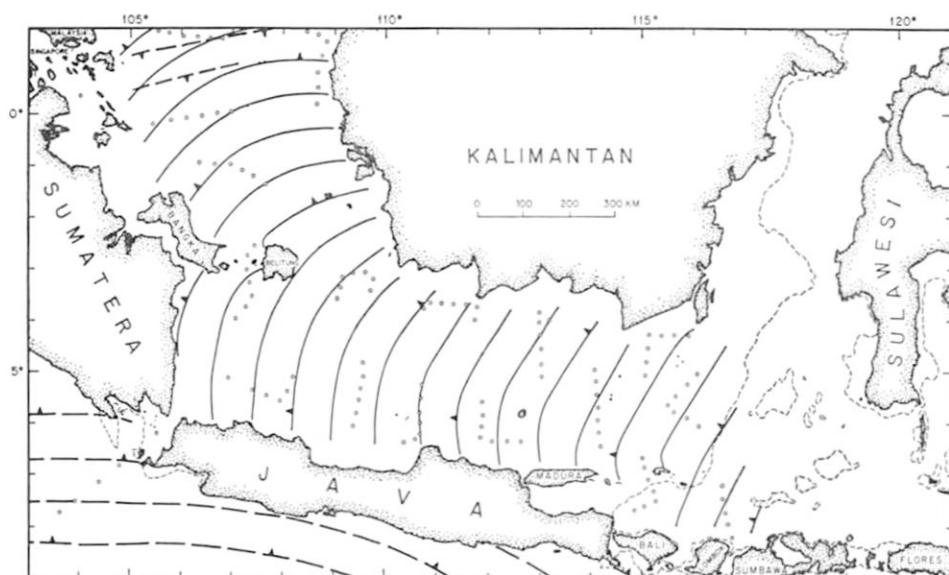 105°
110°
115°
120°
MALAYSIA
SINGAPORE
0°
KALIMANTAN
0 100 200 300 KM
SUMATERA
BANGKA
BELITUNG
SULAWESI
5°
JAVA
MADURA
BALI
SUMBAWA
FLORES